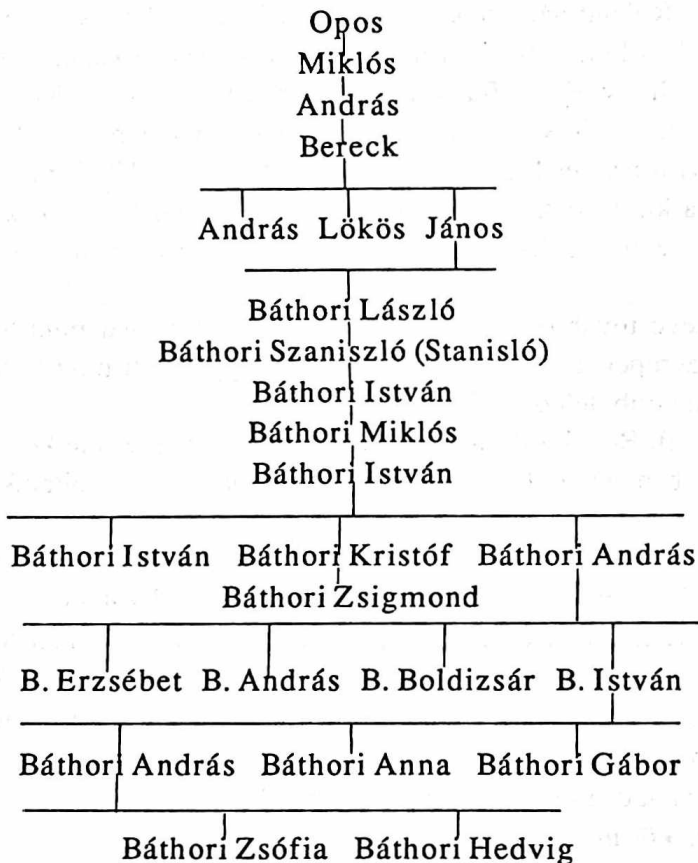 Opos
Miklós
András
Bereck
András Lökös János
Báthori László
Báthori Szaniszló (Stanisló)
Báthori István
Báthori Miklós
Báthori István
Báthori István Báthori Kristóf Báthori András
Báthori Zsigmond
B. Erzsébet B. András B. Boldizsár B. István
Báthori András Báthori Anna Báthori Gábor
Báthori Zsófia Báthori Hedvig